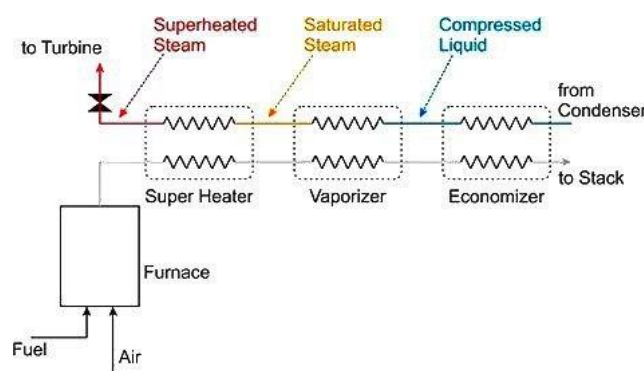 Superheated
Steam
Saturated
Steam
Compressed
Liquid
to Turbine
from
Condenser
to Stack
Super Heater
Vaporizer
Economizer
Furnace
Fuel
Air